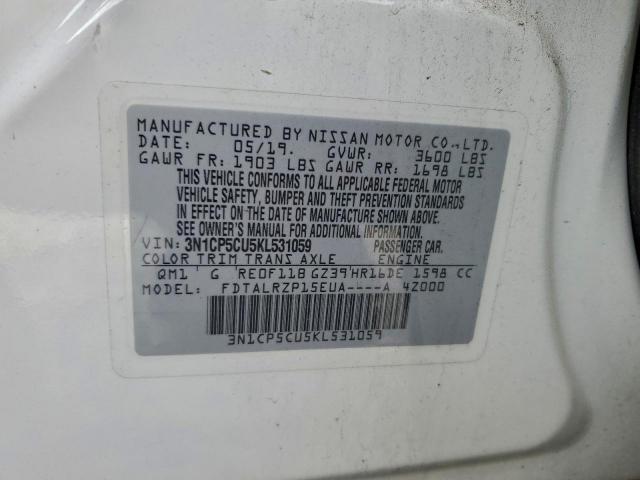 MANUFACTURED BY NISSAN MOTOR CO., LTD.
DATE: 05/19. GVWR: 3600 LBS
GAWR FR: 1903 LBS GAWR RR: 1698 LBS
THIS VEHICLE CONFORMS TO ALL APPLICABLE FEDERAL MOTOR
VEHICLE SAFETY, BUMPER AND THEFT PREVENTION STANDARDS
IN EFFECT ON THE DATE OF MANUFACTURE SHOWN ABOVE.
SEE OWNER'S MANUAL FOR ADDITIONAL INFORMATION.
VIN: 3N1CP5CU5KL531059 PASSENGER CAR.
COLOR TRIM TRANS AXLE ENGINE
QM1 G RE0F11B GZ39 HR16DE 1598 CC
MODEL: FDTALRZP15EUA----A 42000
3N1CP5CU5KL531059